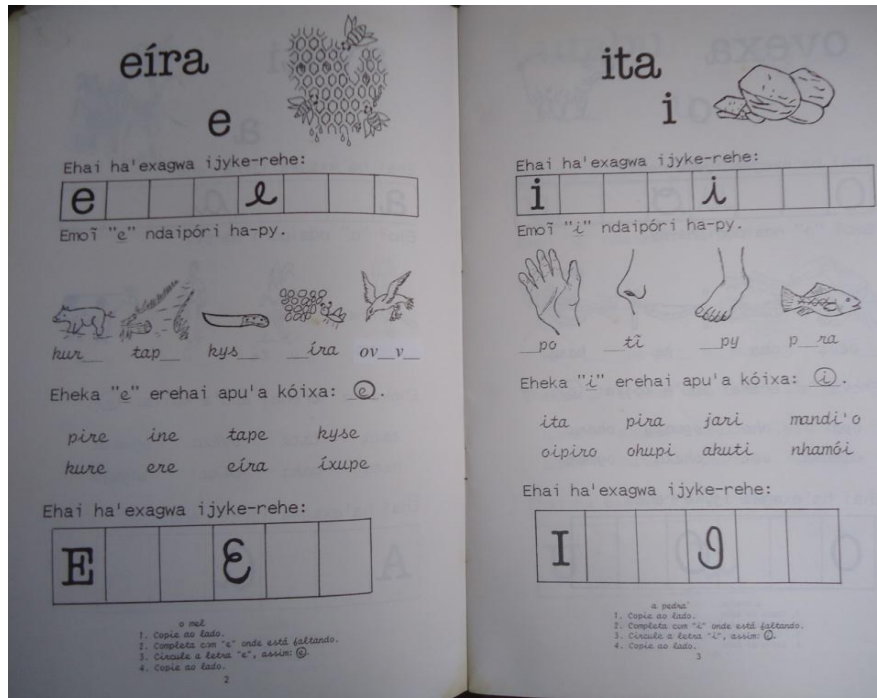 eíra
e
Ehai ha'exagwa ijyke-rehe:
e e
Emoĩ "e" ndaipóri ha-py.
kur__ tap__ kys__ __íra ov__v__
Eheka "e" erehai apu'a kóixa: e.
pire ine tape kyse
kure ere eíra íxupe
Ehai ha'exagwa ijyke-rehe:
E E
o mel
1. Copie ao lado.
2. Completa com "e" onde está faltando.
3. Circule a letra "e", assim: e.
4. Copie ao lado.
2
ita
i
Ehai ha'exagwa ijyke-rehe:
i i
Emoĩ "i" ndaipóri ha-py.
__po __tĩ __py p__ra
Eheka "i" erehai apu'a kóixa: i.
ita pira jari mandi'o
oipiro ohupi akuti nhamói
Ehai ha'exagwa ijyke-rehe:
I I
a pedra
1. Copie ao lado.
2. Completa com "i" onde está faltando.
3. Circule a letra "i", assim: i.
4. Copie ao lado.
3